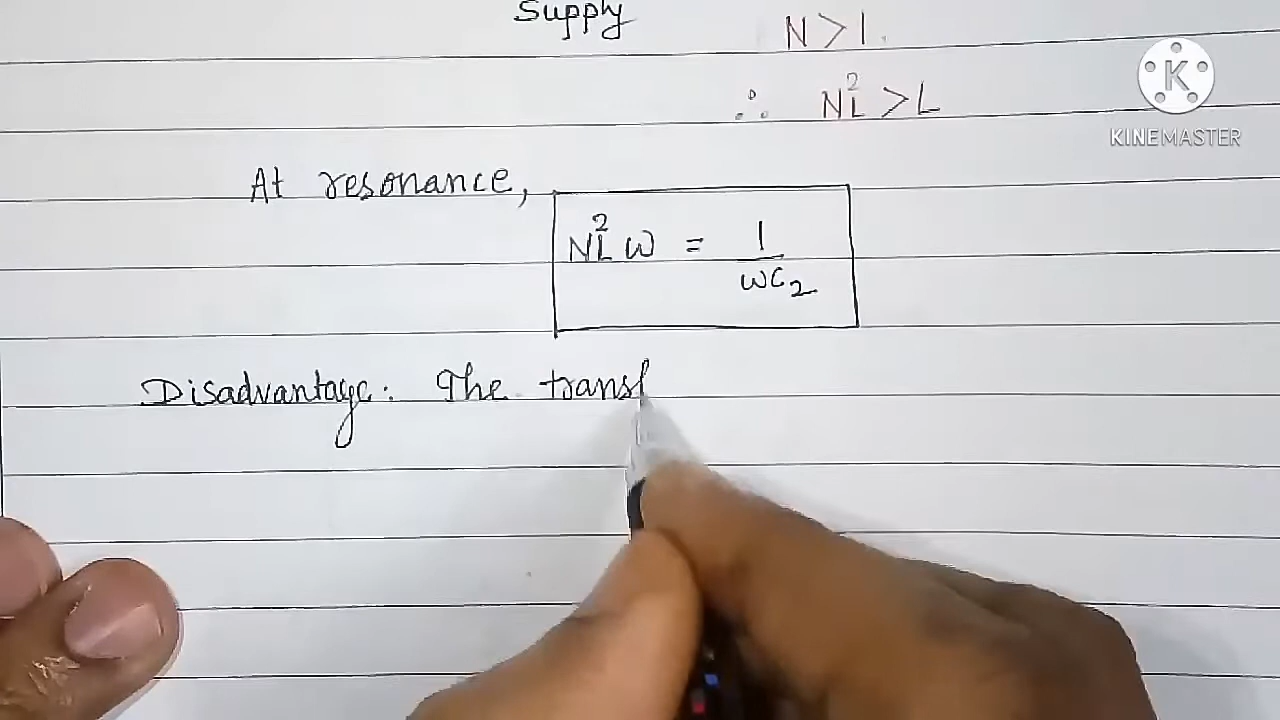 Supply
N > 1.
∴ N²L > L
KINEMASTER
At resonance,
N²Lω = 1/ωC₂
Disadvantage: The transf